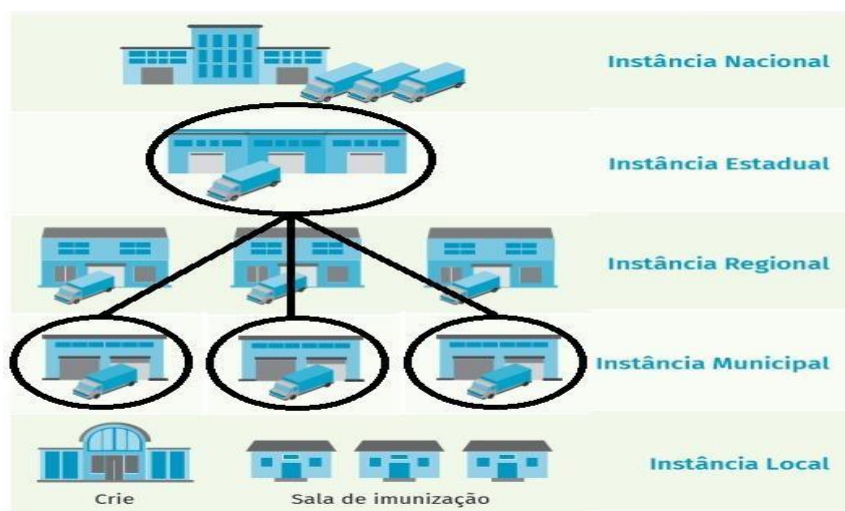 Instância Nacional
Instância Estadual
Instância Regional
Instância Municipal
Instância Local
Crie
Sala de imunização